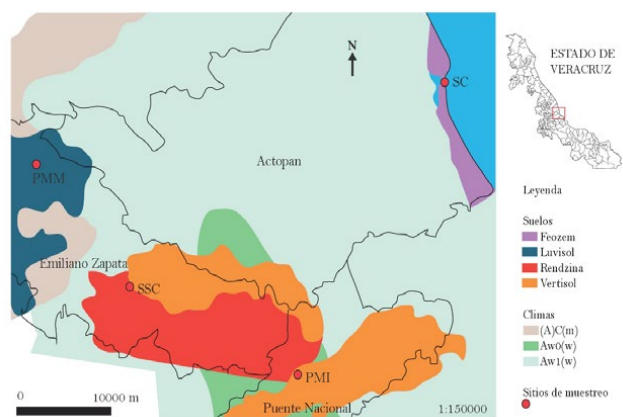 N
SC
Actopan
PMM
Emiliano Zapata
SSC
PMI
Puente Nacional
0
10000 m
1:150000
ESTADO DE
VERACRUZ
Leyenda
Suelos
Feozem
Luvisol
Rendzina
Vertisol
Climas
(A)C(m)
Aw0(w)
Aw1(w)
Sitios de muestreo